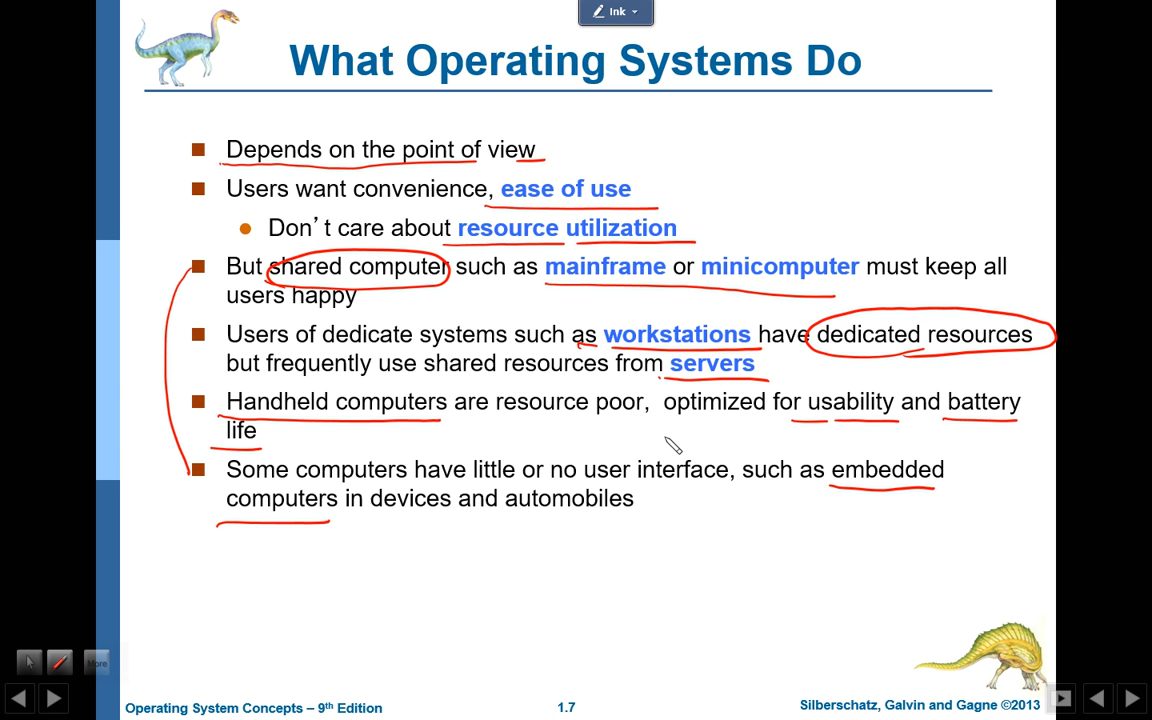 Ink
What Operating Systems Do
Depends on the point of view
Users want convenience, ease of use
Don’t care about resource utilization
But shared computer such as mainframe or minicomputer must keep all
users happy
Users of dedicate systems such as workstations have dedicated resources
but frequently use shared resources from servers
Handheld computers are resource poor, optimized for usability and battery
life
Some computers have little or no user interface, such as embedded
computers in devices and automobiles
More
Operating System Concepts – 9th Edition
1.7
Silberschatz, Galvin and Gagne ©2013